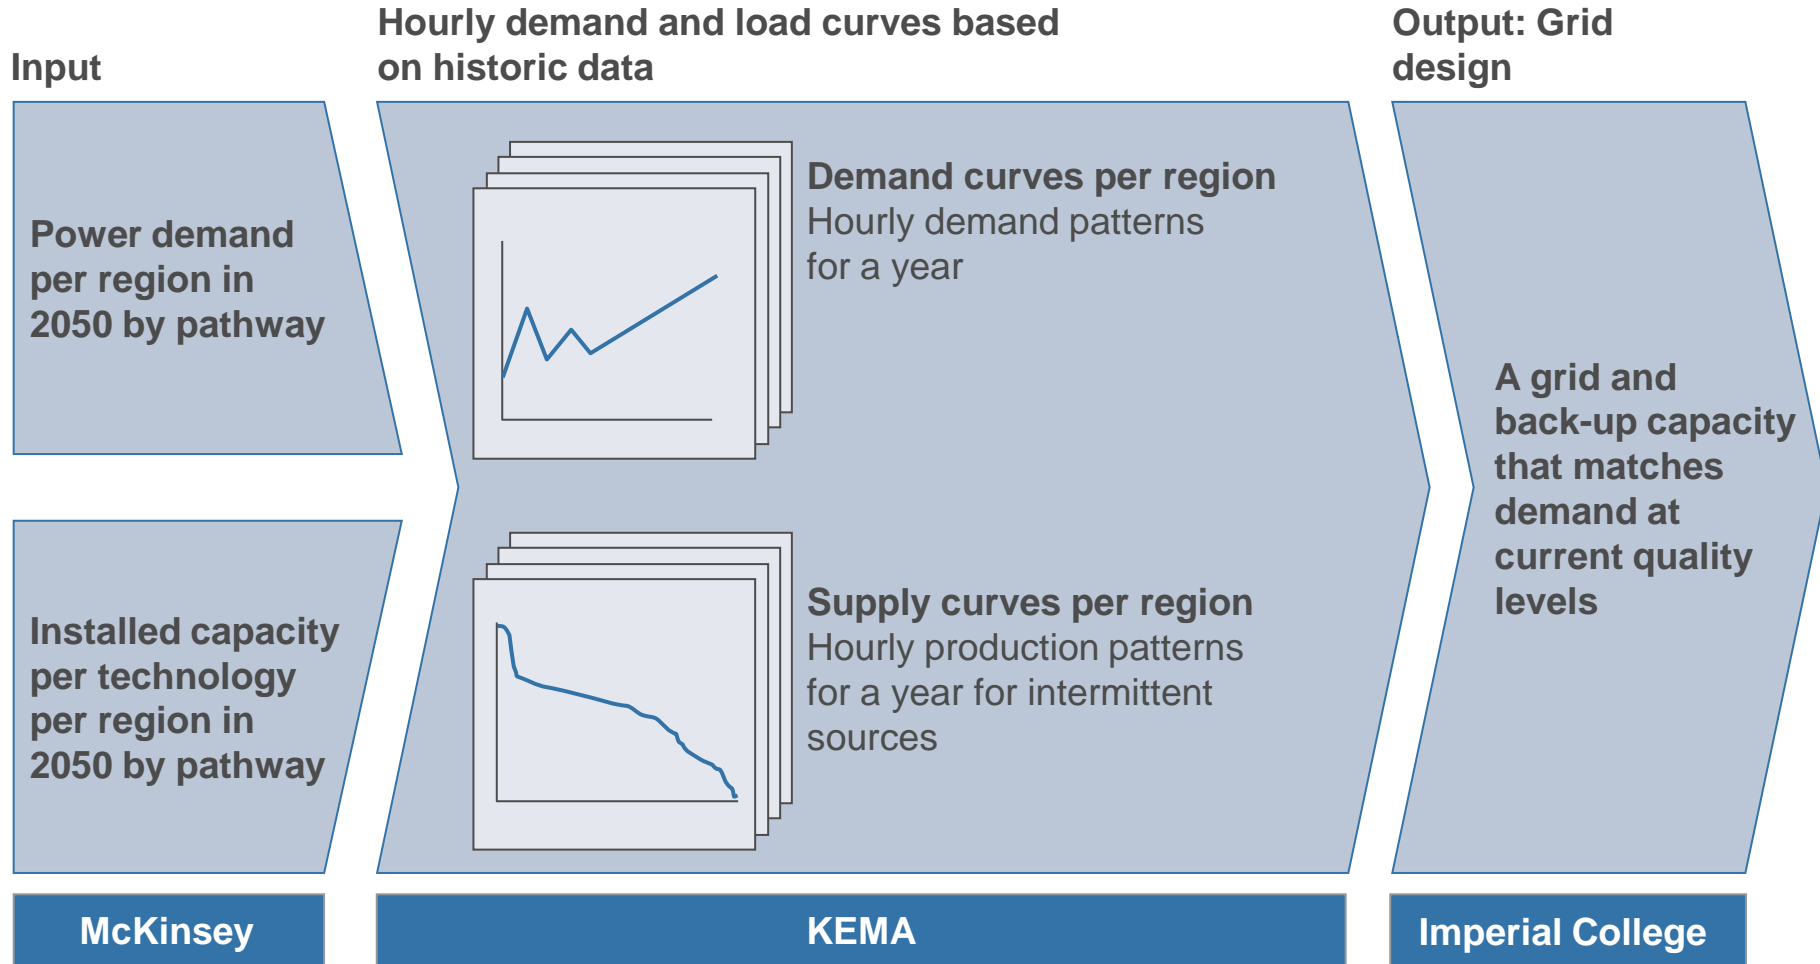 Input
Hourly demand and load curves based
on historic data
Output: Grid
design
Power demand
per region in
2050 by pathway
Installed capacity
per technology
per region in
2050 by pathway
Demand curves per region
Hourly demand patterns
for a year
Supply curves per region
Hourly production patterns
for a year for intermittent
sources
A grid and
back-up capacity
that matches
demand at
current quality
levels
McKinsey
KEMA
Imperial College